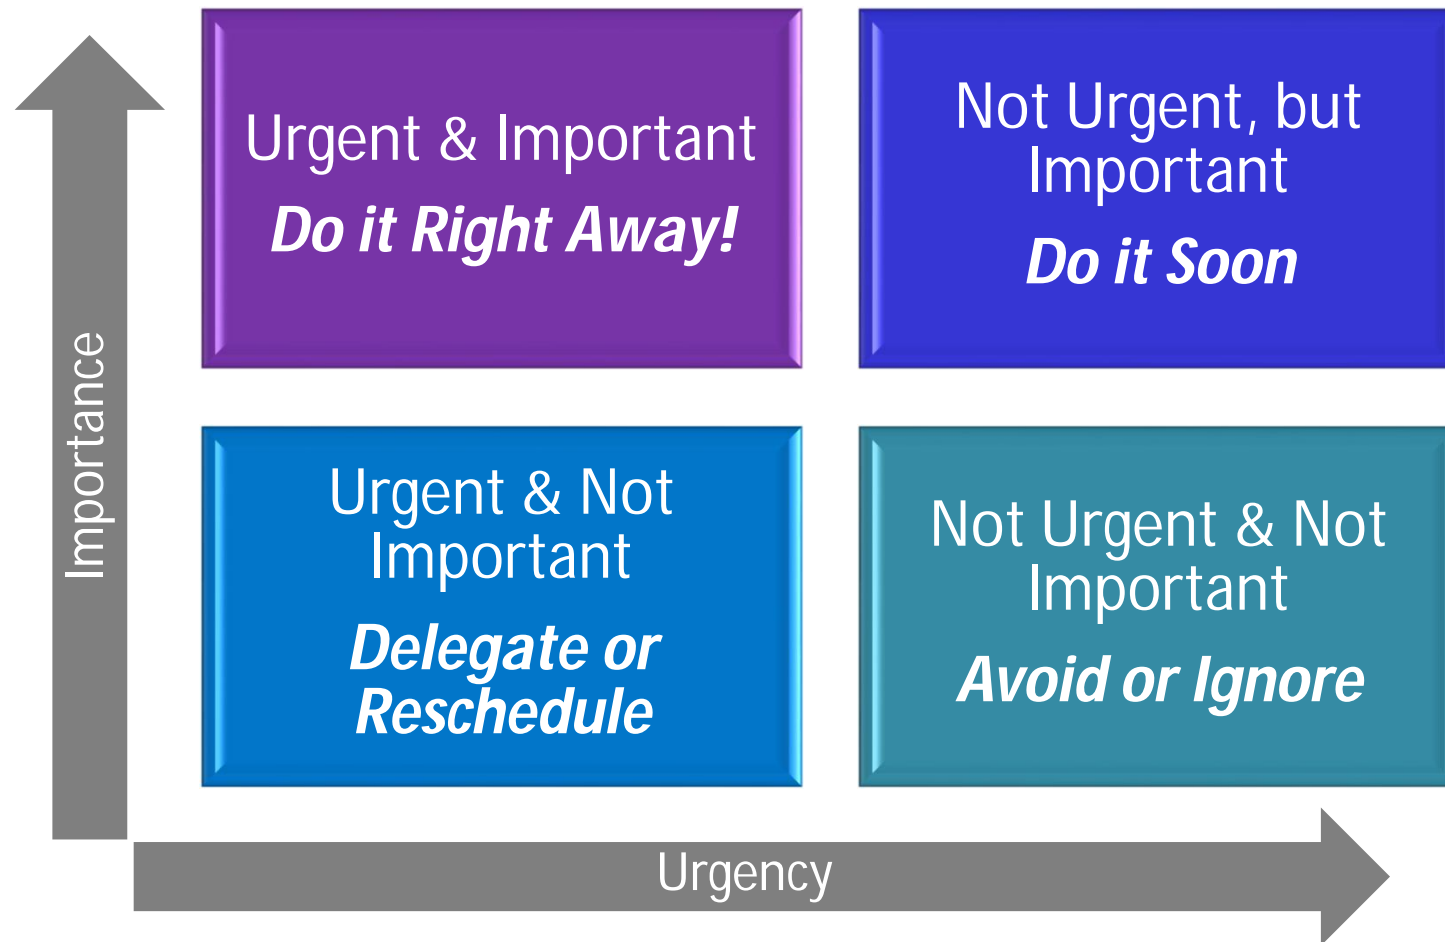 Urgent & Important
Do it Right Away!
Not Urgent, but
Important
Do it Soon
Importance
Urgent & Not
Important
Delegate or
Reschedule
Not Urgent & Not
Important
Avoid or Ignore
Urgency